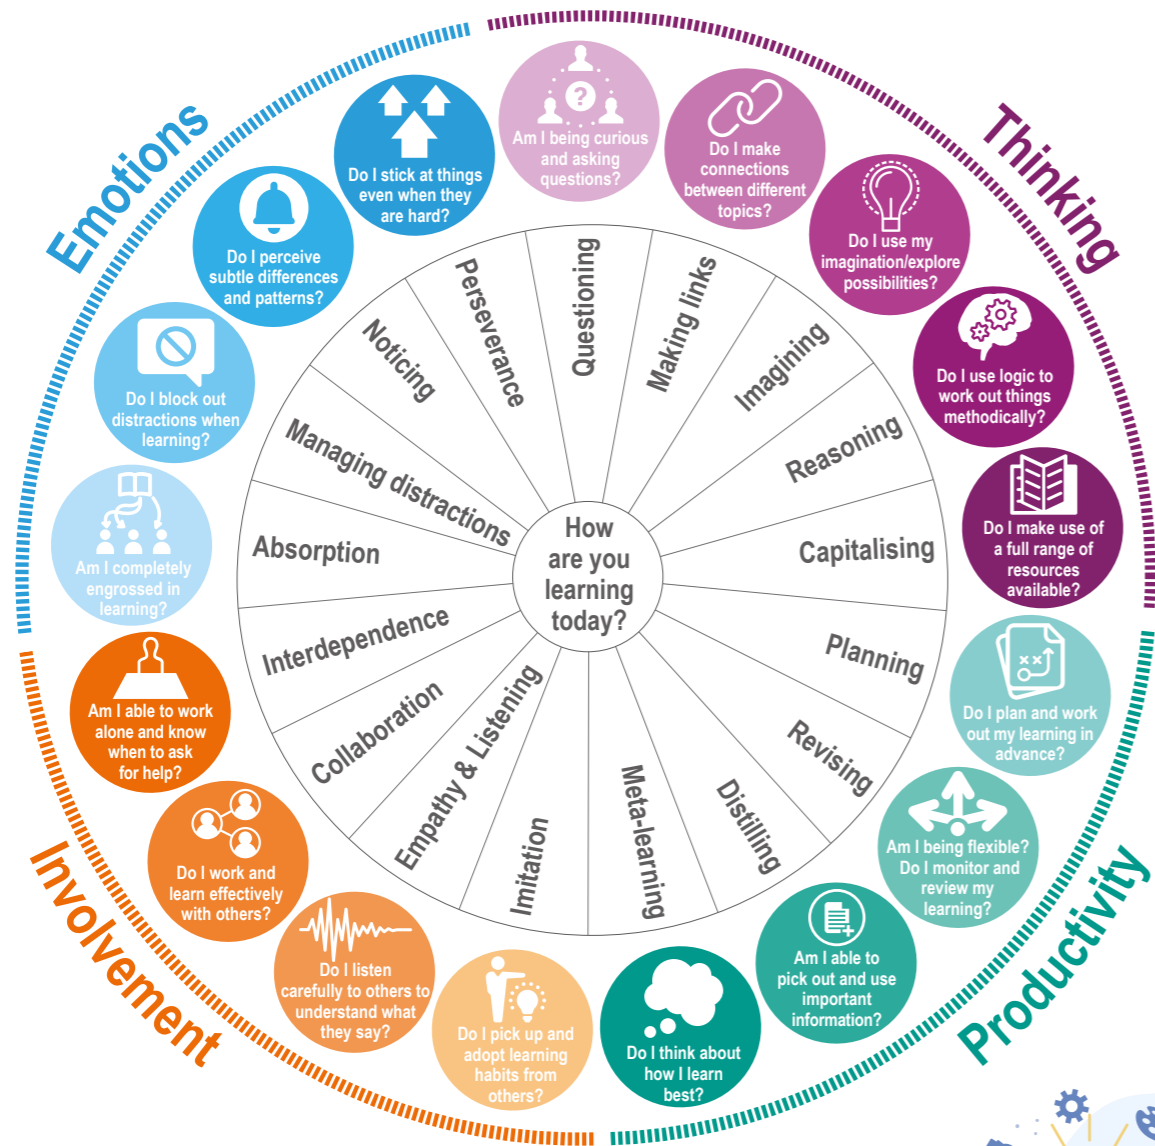 Emotions
Thinking
Productivity
Involvement
How
are you
learning
today?
Questioning
Making links
Imagining
Reasoning
Capitalising
Planning
Revising
Distilling
Meta-learning
Imitation
Empathy & Listening
Collaboration
Interdependence
Absorption
Managing distractions
Noticing
Perseverance
?
Am I being curious
and asking
questions?
Do I make
connections
between different
topics?
Do I use my
imagination/explore
possibilities?
Do I use logic to
work out things
methodically?
Do I make use of
a full range of
resources
available?
xx
Do I plan and work
out my learning in
advance?
Am I being flexible?
Do I monitor and
review my
learning?
Am I able to
pick out and use
important
information?
Do I think about
how I learn
best?
Do I pick up and
adopt learning
habits from
others?
Do I listen
carefully to others to
understand what
they say?
Do I work and
learn effectively
with others?
Am I able to work
alone and know
when to ask
for help?
Am I completely
engrossed in
learning?
Do I block out
distractions when
learning?
Do I perceive
subtle differences
and patterns?
Do I stick at things
even when they
are hard?